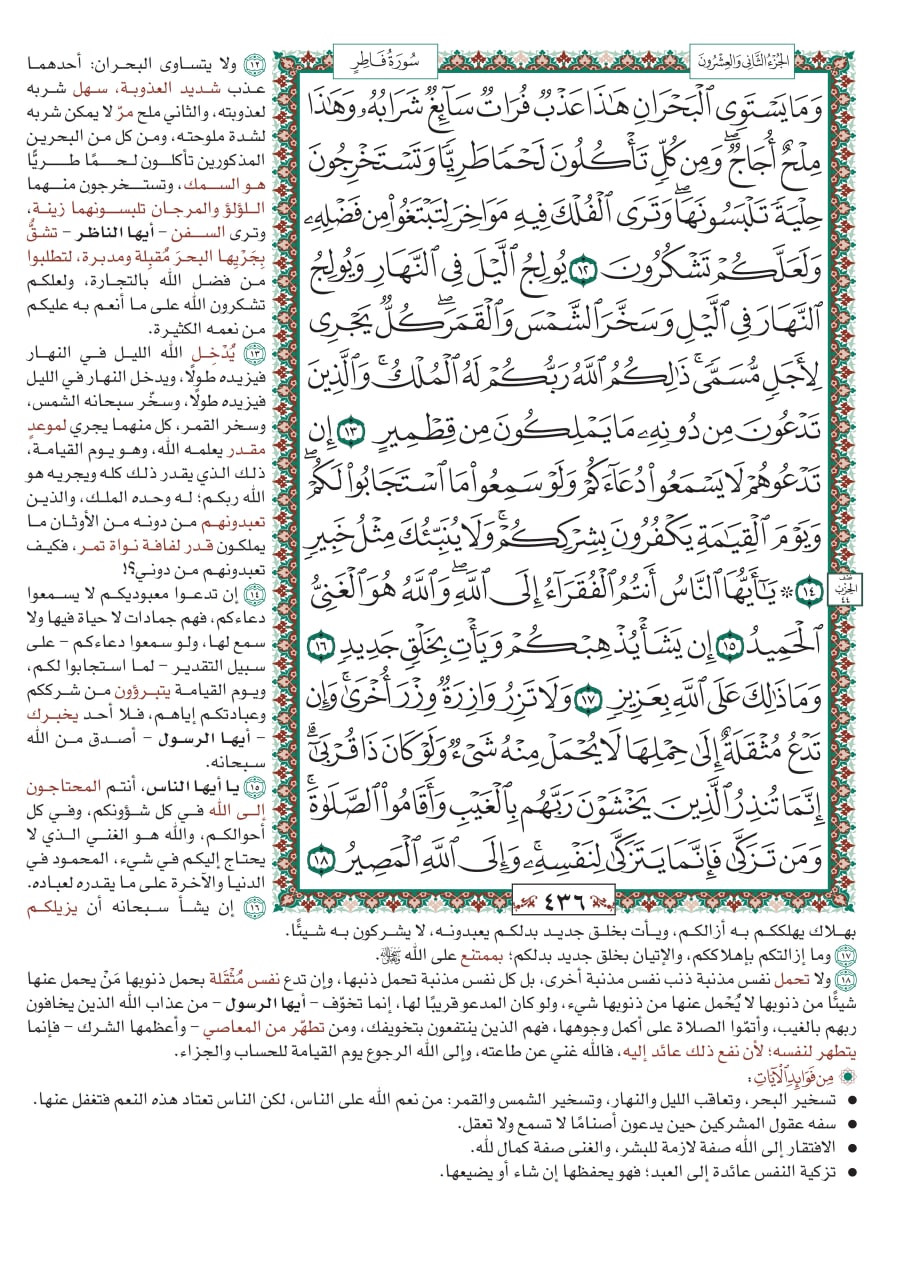 الجُزْءُ الثَّانِي وَالعِشْرُونَ
سُورَةُ فَاطِرٍ
وَمَا يَسْتَوِي ٱلْبَحْرَانِ هَٰذَا عَذْبٌ فُرَاتٌ سَآئِغٌ شَرَابُهُۥ وَهَٰذَا
مِلْحٌ أُجَاجٌ ۖ وَمِن كُلٍّ تَأْكُلُونَ لَحْمًا طَرِيًّا وَتَسْتَخْرِجُونَ
حِلْيَةً تَلْبَسُونَهَا ۖ وَتَرَى ٱلْفُلْكَ فِيهِ مَوَاخِرَ لِتَبْتَغُوا۟ مِن فَضْلِهِۦ
وَلَعَلَّكُمْ تَشْكُرُونَ ١٢ يُولِجُ ٱلَّيْلَ فِي ٱلنَّهَارِ وَيُولِجُ
ٱلنَّهَارَ فِي ٱلَّيْلِ وَسَخَّرَ ٱلشَّمْسَ وَٱلْقَمَرَ ۖ كُلٌّ يَجْرِي
لِأَجَلٍ مُّسَمًّى ۚ ذَٰلِكُمُ ٱللَّهُ رَبُّكُمْ لَهُ ٱلْمُلْكُ ۚ وَٱلَّذِينَ
تَدْعُونَ مِن دُونِهِۦ مَا يَمْلِكُونَ مِن قِطْمِيرٍ ١٣ إِن
تَدْعُوهُمْ لَا يَسْمَعُوا۟ دُعَآءَكُمْ وَلَوْ سَمِعُوا۟ مَا ٱسْتَجَابُوا۟ لَكُمْ ۖ
وَيَوْمَ ٱلْقِيَٰمَةِ يَكْفُرُونَ بِشِرْكِكُمْ ۚ وَلَا يُنَبِّئُكَ مِثْلُ خَبِيرٍ
١٤ ۞ يَٰٓأَيُّهَا ٱلنَّاسُ أَنتُمُ ٱلْفُقَرَآءُ إِلَى ٱللَّهِ ۖ وَٱللَّهُ هُوَ ٱلْغَنِيُّ
ٱلْحَمِيدُ ١٥ إِن يَشَأْ يُذْهِبْكُمْ وَيَأْتِ بِخَلْقٍ جَدِيدٍ ١٦
وَمَا ذَٰلِكَ عَلَى ٱللَّهِ بِعَزِيزٍ ١٧ وَلَا تَزِرُ وَازِرَةٌ وِزْرَ أُخْرَىٰ ۚ وَإِن
تَدْعُ مُثْقَلَةٌ إِلَىٰ حِمْلِهَا لَا يُحْمَلْ مِنْهُ شَيْءٌ وَلَوْ كَانَ ذَا قُرْبَىٰٓ ۗ
إِنَّمَا تُنذِرُ ٱلَّذِينَ يَخْشَوْنَ رَبَّهُم بِٱلْغَيْبِ وَأَقَامُوا۟ ٱلصَّلَوٰةَ ۚ
وَمَن تَزَكَّىٰ فَإِنَّمَا يَتَزَكَّىٰ لِنَفْسِهِۦ ۚ وَإِلَى ٱللَّهِ ٱلْمَصِيرُ ١٨
نصف
الحزب
٤٤
٤٣٦
١٢ ولا يتساوى البحران: أحدهما
عذب شديد العذوبة، سهل شربه
لعذوبته، والثاني ملح مرّ لا يمكن شربه
لشدة ملوحته، ومن كل من البحرين
المذكورين تأكلون لحمًا طريًّا
هو السمك، وتستخرجون منهما
اللؤلؤ والمرجان تلبسونهما زينة،
وترى السفن - أيها الناظر - تشقُّ
بِجَرْيِها البحرَ مُقبِلة ومدبرة، لتطلبوا
من فضل الله بالتجارة، ولعلكم
تشكرون الله على ما أنعم به عليكم
من نعمه الكثيرة.
١٣ يُدْخِل الله الليل في النهار
فيزيده طولًا، ويدخل النهار في الليل
فيزيده طولًا، وسخّر سبحانه الشمس،
وسخر القمر، كل منهما يجري لموعدٍ
مقدر يعلمه الله، وهو يوم القيامة،
ذلك الذي يقدر ذلك كله ويجريه هو
الله ربكم؛ له وحده الملك، والذين
تعبدونهم من دونه من الأوثان ما
يملكون قدر لفافة نواة تمر، فكيف
تعبدونهم من دوني؟!
١٤ إن تدعوا معبوديكم لا يسمعوا
دعاءكم، فهم جمادات لا حياة فيها ولا
سمع لها، ولو سمعوا دعاءكم - على
سبيل التقدير - لما استجابوا لكم،
ويوم القيامة يتبرؤون من شرككم
وعبادتكم إياهم، فلا أحد يخبرك
- أيها الرسول - أصدق من الله
سبحانه.
١٥ يا أيها الناس، أنتم المحتاجون
إلى الله في كل شؤونكم، وفي كل
أحوالكم، والله هو الغني الذي لا
يحتاج إليكم في شيء، المحمود في
الدنيا والآخرة على ما يقدره لعباده.
١٦ إن يشأ سبحانه أن يزيلكم
بهلاك يهلككم به أزالكم، ويأت بخلق جديد بدلكم يعبدونه، لا يشركون به شيئًا.
١٧ وما إزالتكم بإهلاككم، والإتيان بخلق جديد بدلكم؛ بممتنع على الله ﷻ.
١٨ ولا تحمل نفس مذنبة ذنب نفس مذنبة أخرى، بل كل نفس مذنبة تحمل ذنبها، وإن تدع نفس مُثْقَلة بحمل ذنوبها مَنْ يحمل عنها
شيئًا من ذنوبها لا يُحْمل عنها من ذنوبها شيء، ولو كان المدعو قريبًا لها، إنما تخوّف - أيها الرسول - من عذاب الله الذين يخافون
ربهم بالغيب، وأتمّوا الصلاة على أكمل وجوهها، فهم الذين ينتفعون بتخويفك، ومن تطهّر من المعاصي - وأعظمها الشرك - فإنما
يتطهر لنفسه؛ لأن نفع ذلك عائد إليه، فالله غني عن طاعته، وإلى الله الرجوع يوم القيامة للحساب والجزاء.
مِن فَوَائِدِ الْآيَاتِ:
• تسخير البحر، وتعاقب الليل والنهار، وتسخير الشمس والقمر: من نعم الله على الناس، لكن الناس تعتاد هذه النعم فتغفل عنها.
• سفه عقول المشركين حين يدعون أصنامًا لا تسمع ولا تعقل.
• الافتقار إلى الله صفة لازمة للبشر، والغنى صفة كمال لله.
• تزكية النفس عائدة إلى العبد؛ فهو يحفظها إن شاء أو يضيعها.